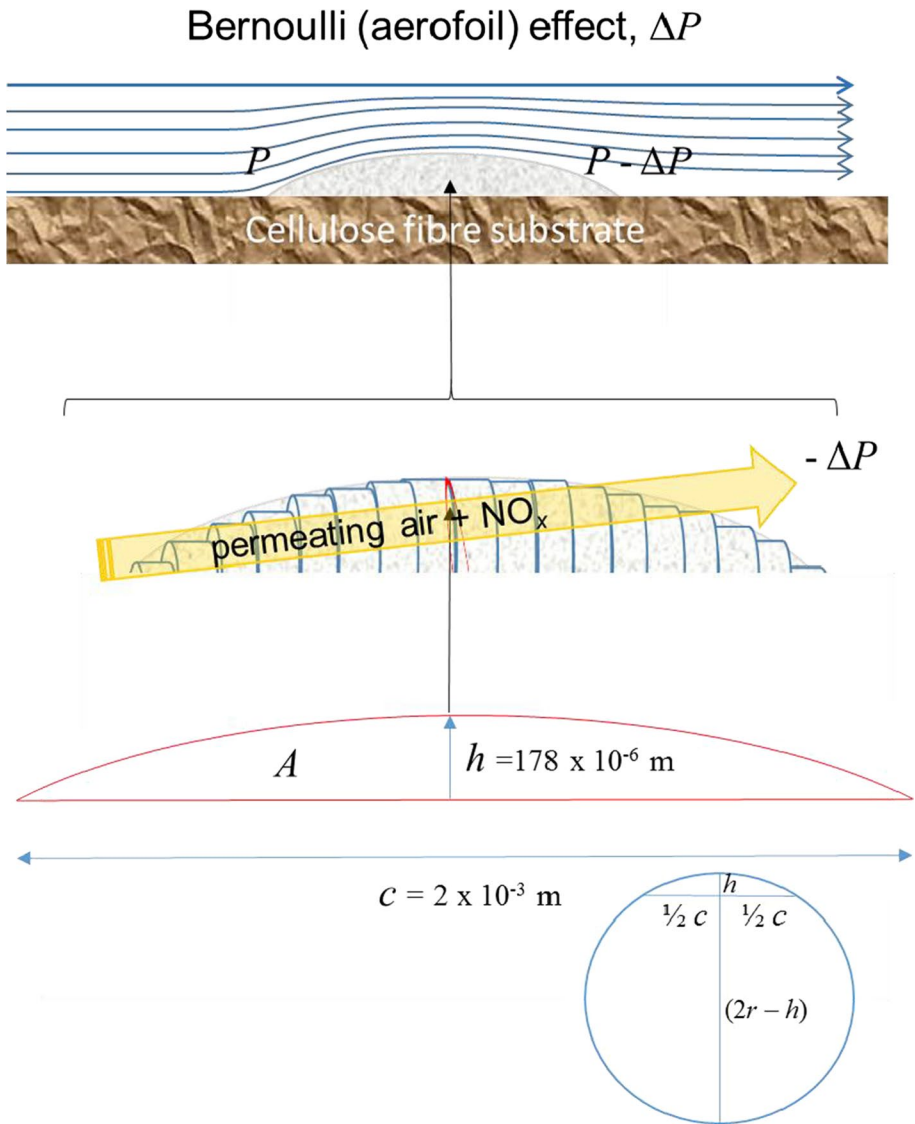 Bernoulli (aerofoil) effect, ΔP
P
P - ΔP
Cellulose fibre substrate
- ΔP
permeating air + NOₓ
A
h =178 x 10⁻⁶ m
c = 2 x 10⁻³ m
h
½ c
½ c
(2r – h)